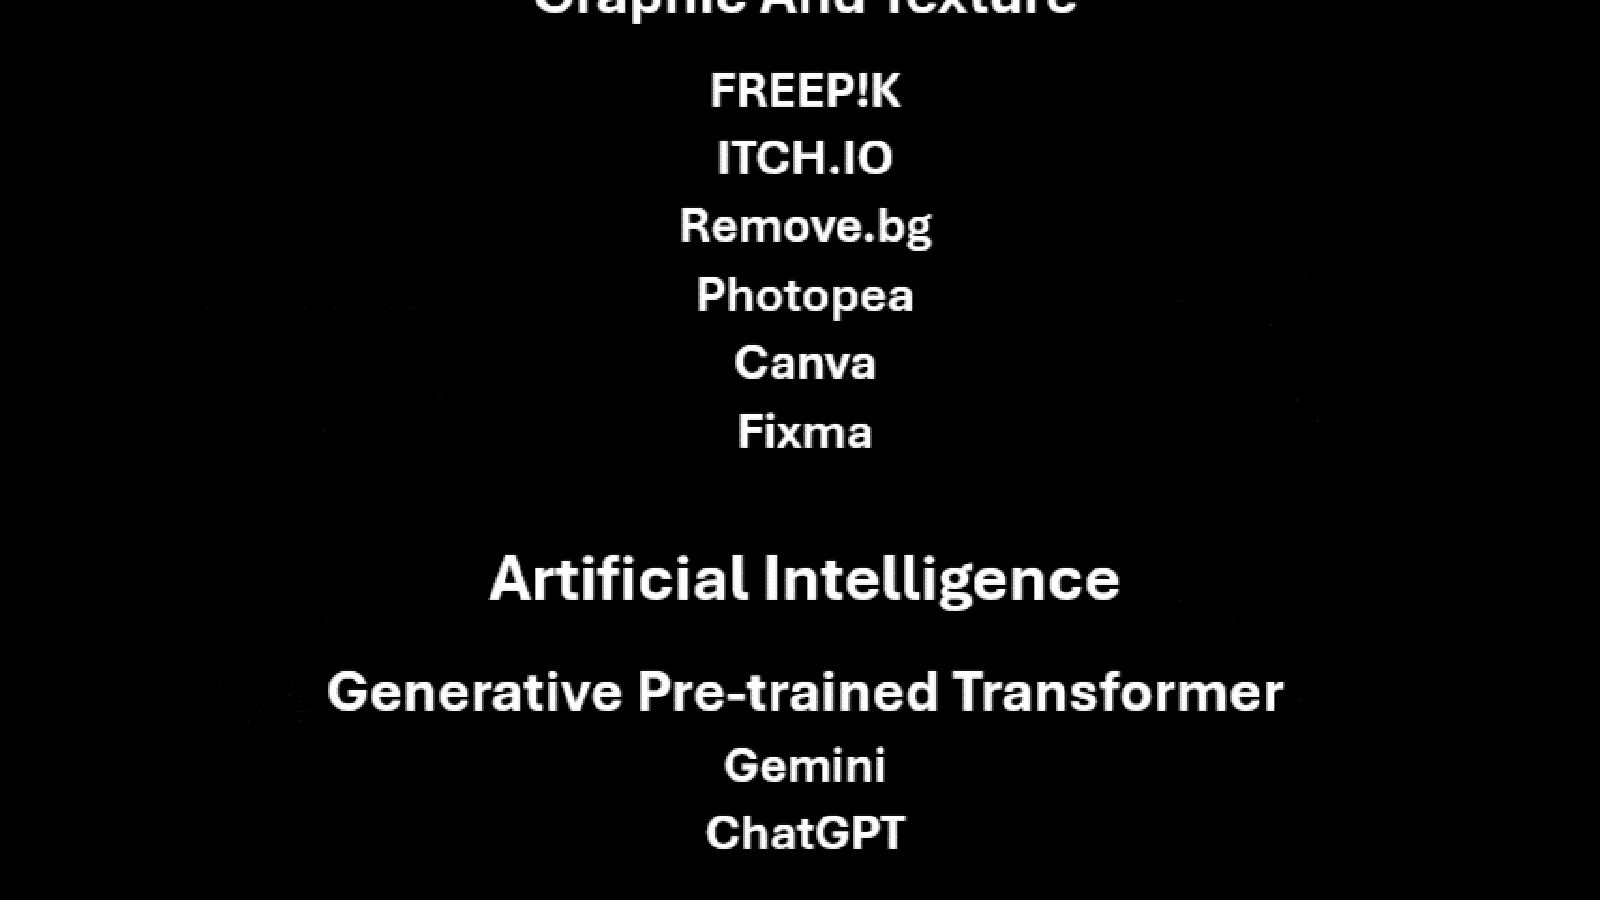 Graphic And Texture
FREEP!K
ITCH.IO
Remove.bg
Photopea
Canva
Fixma
Artificial Intelligence
Generative Pre-trained Transformer
Gemini
ChatGPT